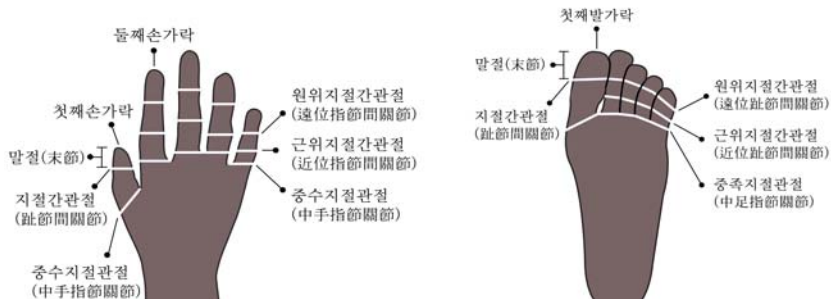 둘째손가락
첫째손가락
말절(末節)
지절간관절
(趾節間關節)
중수지절관절
(中手指節關節)
원위지절간관절
(遠位指節間關節)
근위지절간관절
(近位指節間關節)
중수지절관절
(中手指節關節)
첫째발가락
말절(末節)
지절간관절
(趾節間關節)
원위지절간관절
(遠位趾節間關節)
근위지절간관절
(近位趾節間關節)
중족지절관절
(中足指節關節)